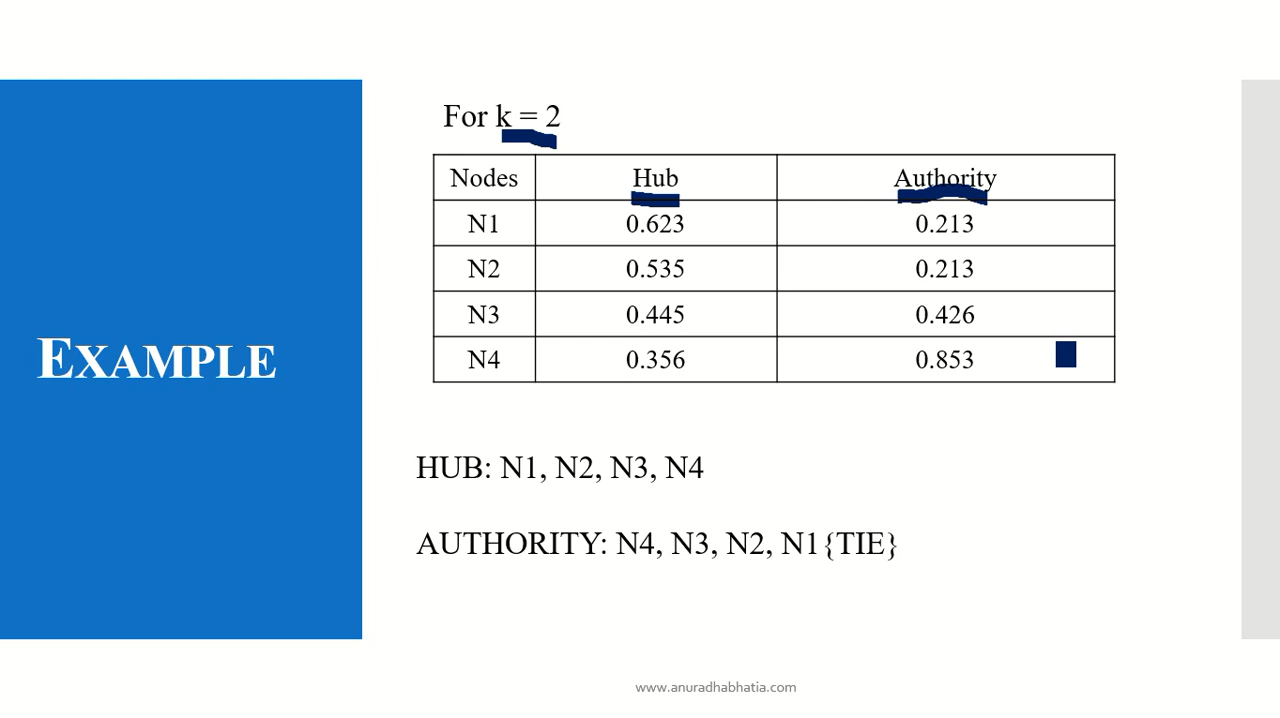 EXAMPLE
For k = 2
Nodes Hub Authority
N1 0.623 0.213
N2 0.535 0.213
N3 0.445 0.426
N4 0.356 0.853
HUB: N1, N2, N3, N4
AUTHORITY: N4, N3, N2, N1{TIE}
www.anuradhabhatia.com